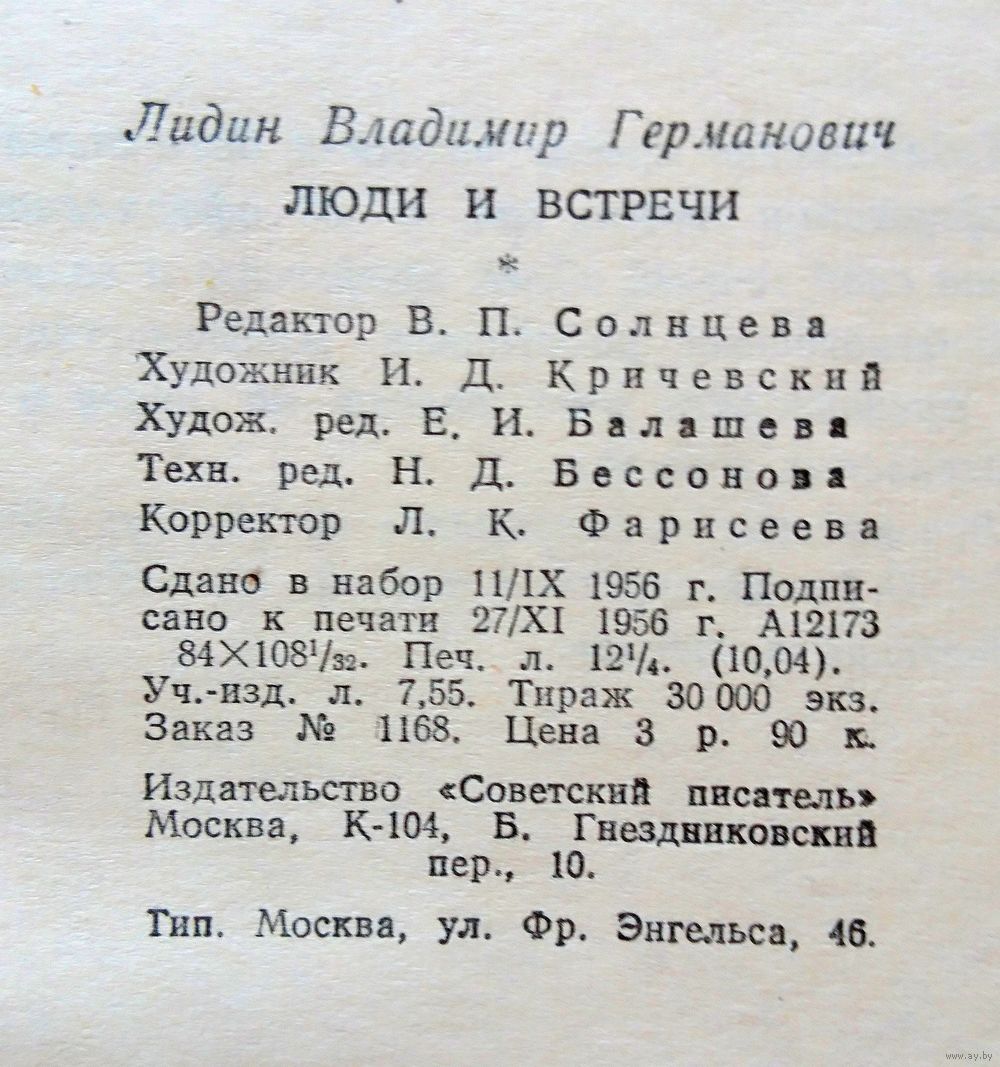 Лидин Владимир Германович
ЛЮДИ И ВСТРЕЧИ
*
Редактор В. П. Солнцева
Художник И. Д. Кричевский
Худож. ред. Е. И. Балашева
Техн. ред. Н. Д. Бессонова
Корректор Л. К. Фарисеева
Сдано в набор 11/IX 1956 г. Подпи-
сано к печати 27/XI 1956 г. А12173
84×108¹/₃₂. Печ. л. 12¹/₄. (10,04).
Уч.-изд. л. 7,55. Тираж 30 000 экз.
Заказ № 1168. Цена 3 р. 90 к.
Издательство «Советский писатель»
Москва, К-104, Б. Гнездниковский
пер., 10.
Тип. Москва, ул. Фр. Энгельса, 46.
www.ay.by